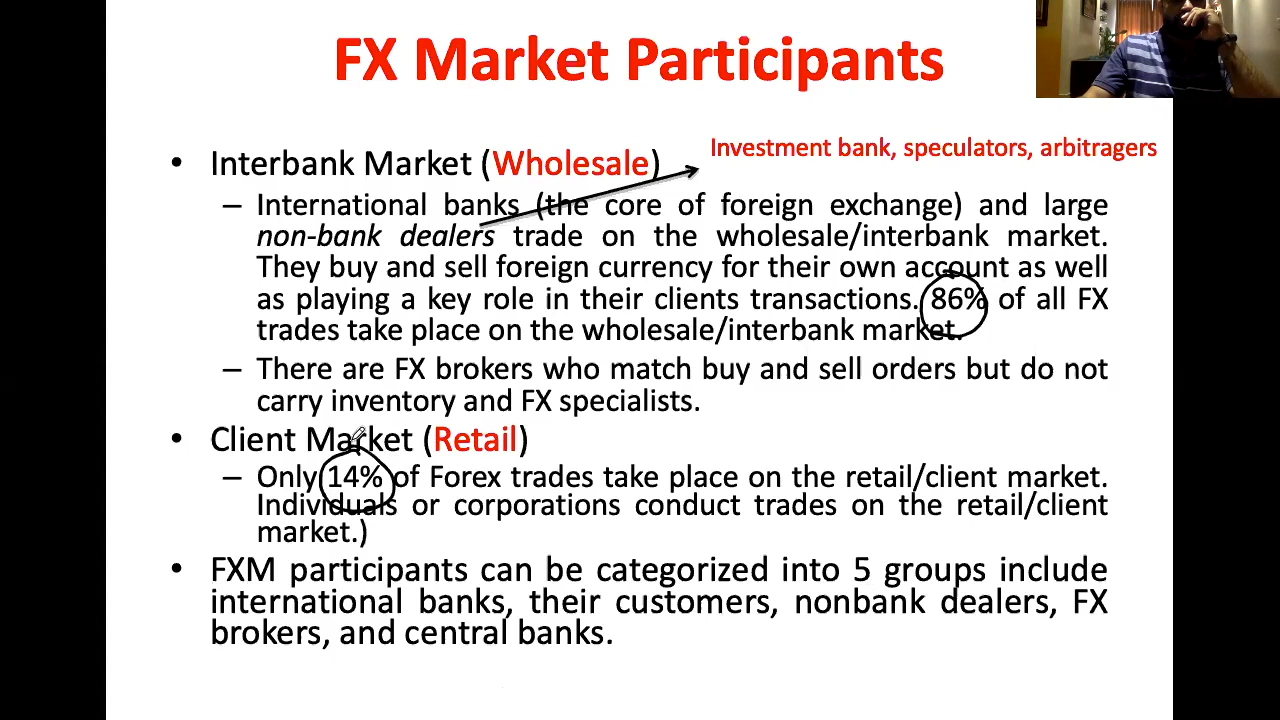 FX Market Participants
• Interbank Market (Wholesale)
Investment bank, speculators, arbitragers
– International banks (the core of foreign exchange) and large
non-bank dealers trade on the wholesale/interbank market.
They buy and sell foreign currency for their own account as well
as playing a key role in their clients transactions. 86% of all FX
trades take place on the wholesale/interbank market.
– There are FX brokers who match buy and sell orders but do not
carry inventory and FX specialists.
• Client Market (Retail)
– Only 14% of Forex trades take place on the retail/client market.
Individuals or corporations conduct trades on the retail/client
market.)
• FXM participants can be categorized into 5 groups include
international banks, their customers, nonbank dealers, FX
brokers, and central banks.